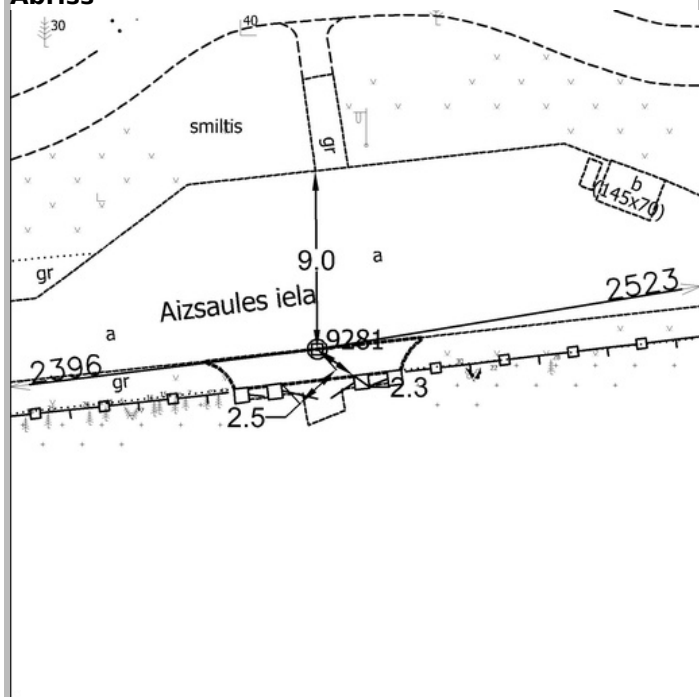 Abriss
30
40
smiltis
gr
b
(145x70)
9.0
a
gr
Aizsaules iela
2523
a
9281
2396
gr
2.3
2.5